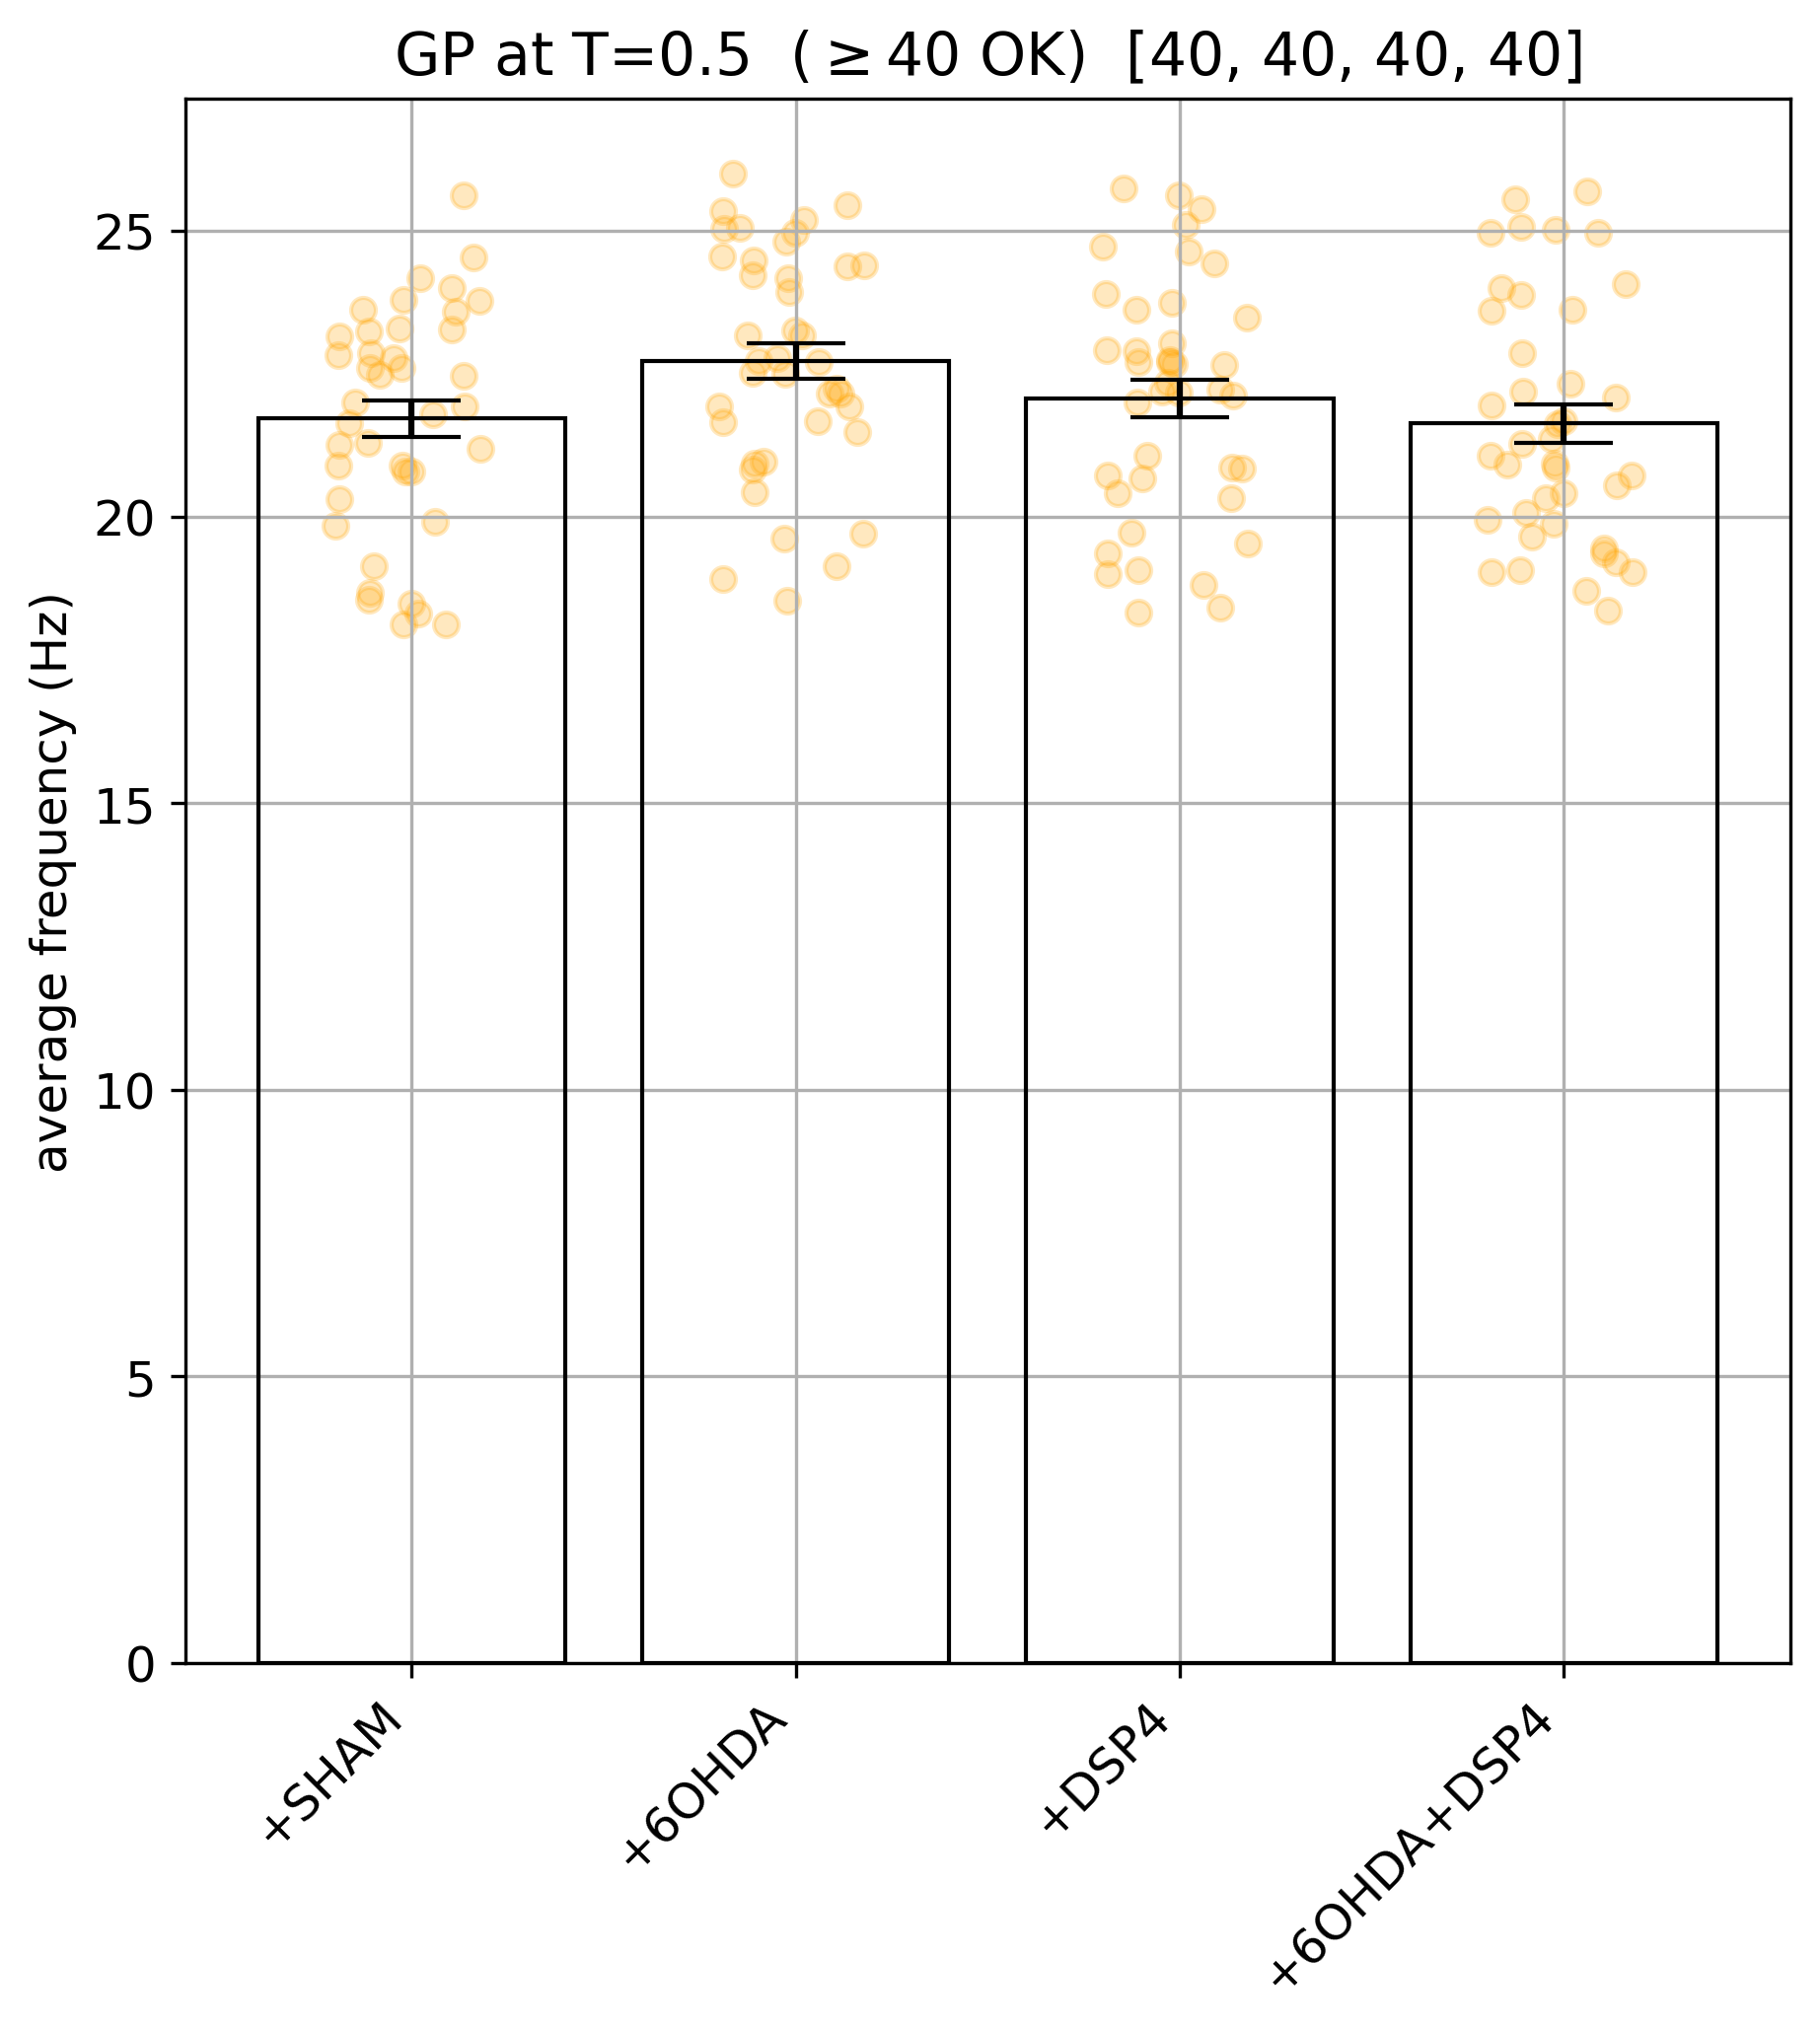 GP at T=0.5 (≥40 OK) [40, 40, 40, 40]
average frequency (Hz)
25
20
15
10
5
0
+SHAM
+6OHDA
+DSP4
+6OHDA+DSP4